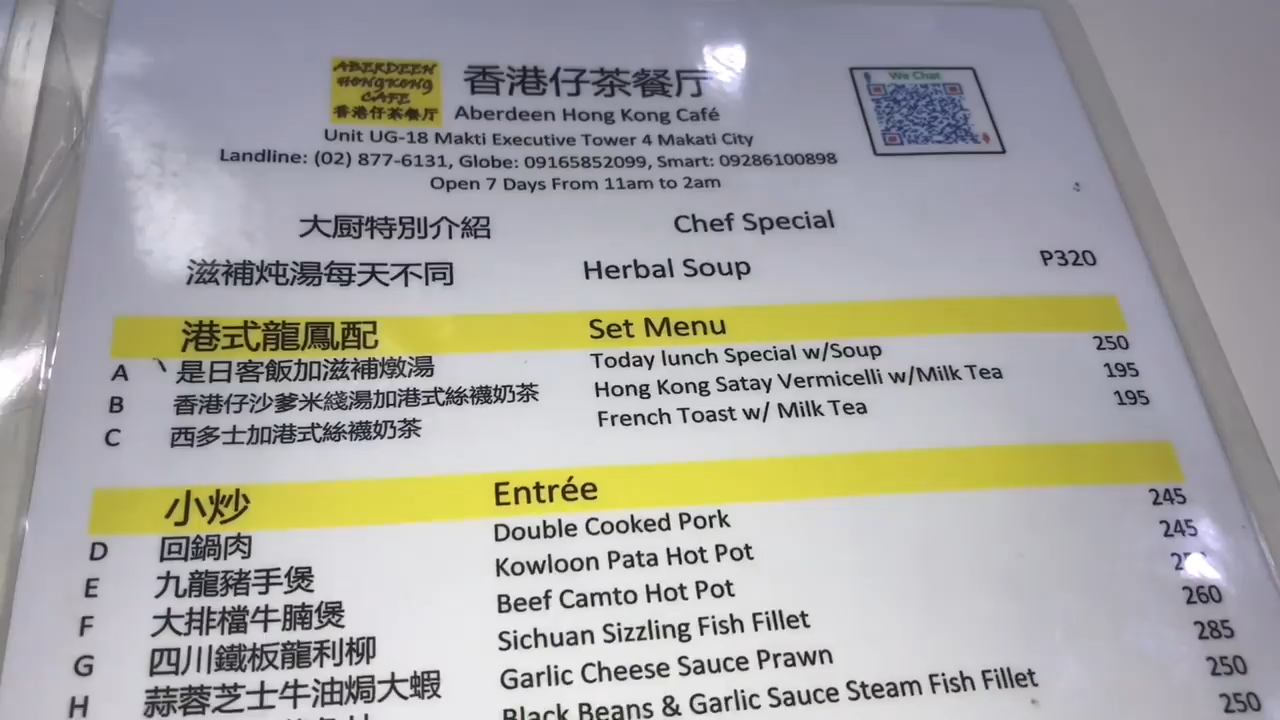 ABERDEEN
HONGKONG
CAFE
香港仔茶餐厅
香港仔茶餐厅
Aberdeen Hong Kong Café
We Chat
Unit UG-18 Makti Executive Tower 4 Makati City
Landline: (02) 877-6131, Globe: 09165852099, Smart: 09286100898
Open 7 Days From 11am to 2am
大厨特別介紹 Chef Special
滋補炖湯每天不同 Herbal Soup P320
港式龍鳳配 Set Menu
A 是日客飯加滋補燉湯 Today lunch Special w/Soup 250
B 香港仔沙爹米綫湯加港式絲襪奶茶 Hong Kong Satay Vermicelli w/Milk Tea 195
C 西多士加港式絲襪奶茶 French Toast w/ Milk Tea 195
小炒 Entrée
D 回鍋肉 Double Cooked Pork 245
E 九龍豬手煲 Kowloon Pata Hot Pot 245
F 大排檔牛腩煲 Beef Camto Hot Pot
G 四川鐵板龍利柳 Sichuan Sizzling Fish Fillet 260
H 蒜蓉芝士牛油焗大蝦 Garlic Cheese Sauce Prawn 285
Black Beans & Garlic Sauce Steam Fish Fillet 250
250